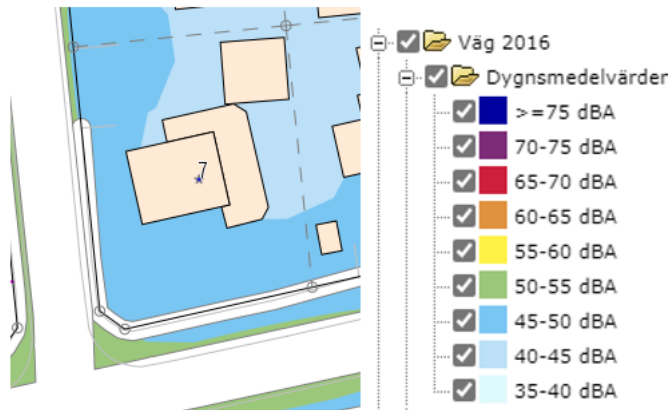 7
Väg 2016
Dygnsmedelvärden
>=75 dBA
70-75 dBA
65-70 dBA
60-65 dBA
55-60 dBA
50-55 dBA
45-50 dBA
40-45 dBA
35-40 dBA